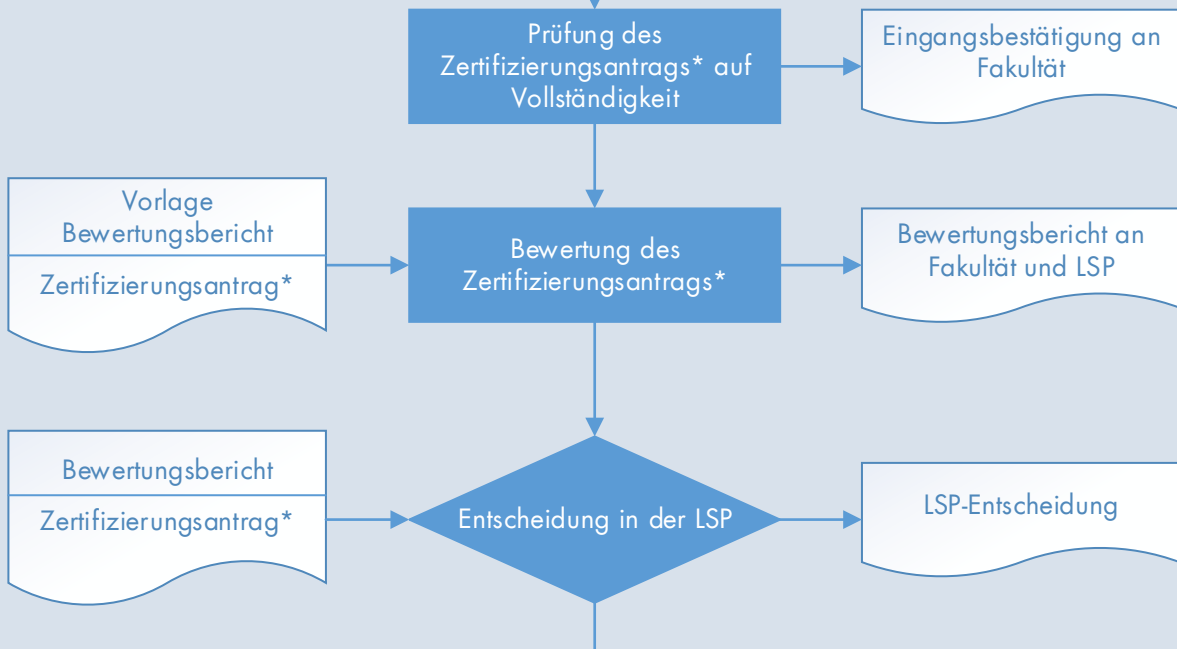 Prüfung des
Zertifizierungsantrags* auf
Vollständigkeit
Eingangsbestätigung an
Fakultät
Vorlage
Bewertungsbericht
Zertifizierungsantrag*
Bewertung des
Zertifizierungsantrags*
Bewertungsbericht an
Fakultät und LSP
Bewertungsbericht
Zertifizierungsantrag*
Entscheidung in der LSP
LSP-Entscheidung